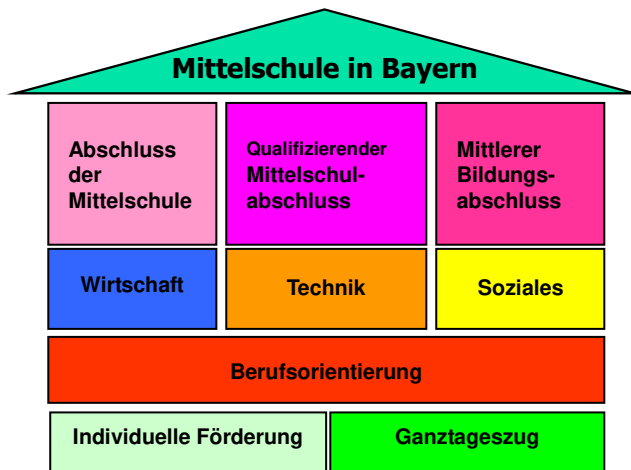 Mittelschule in Bayern
Abschluss
der
Mittelschule
Qualifizierender
Mittelschul-
abschluss
Mittlerer
Bildungs-
abschluss
Wirtschaft
Technik
Soziales
Berufsorientierung
Individuelle Förderung
Ganztageszug